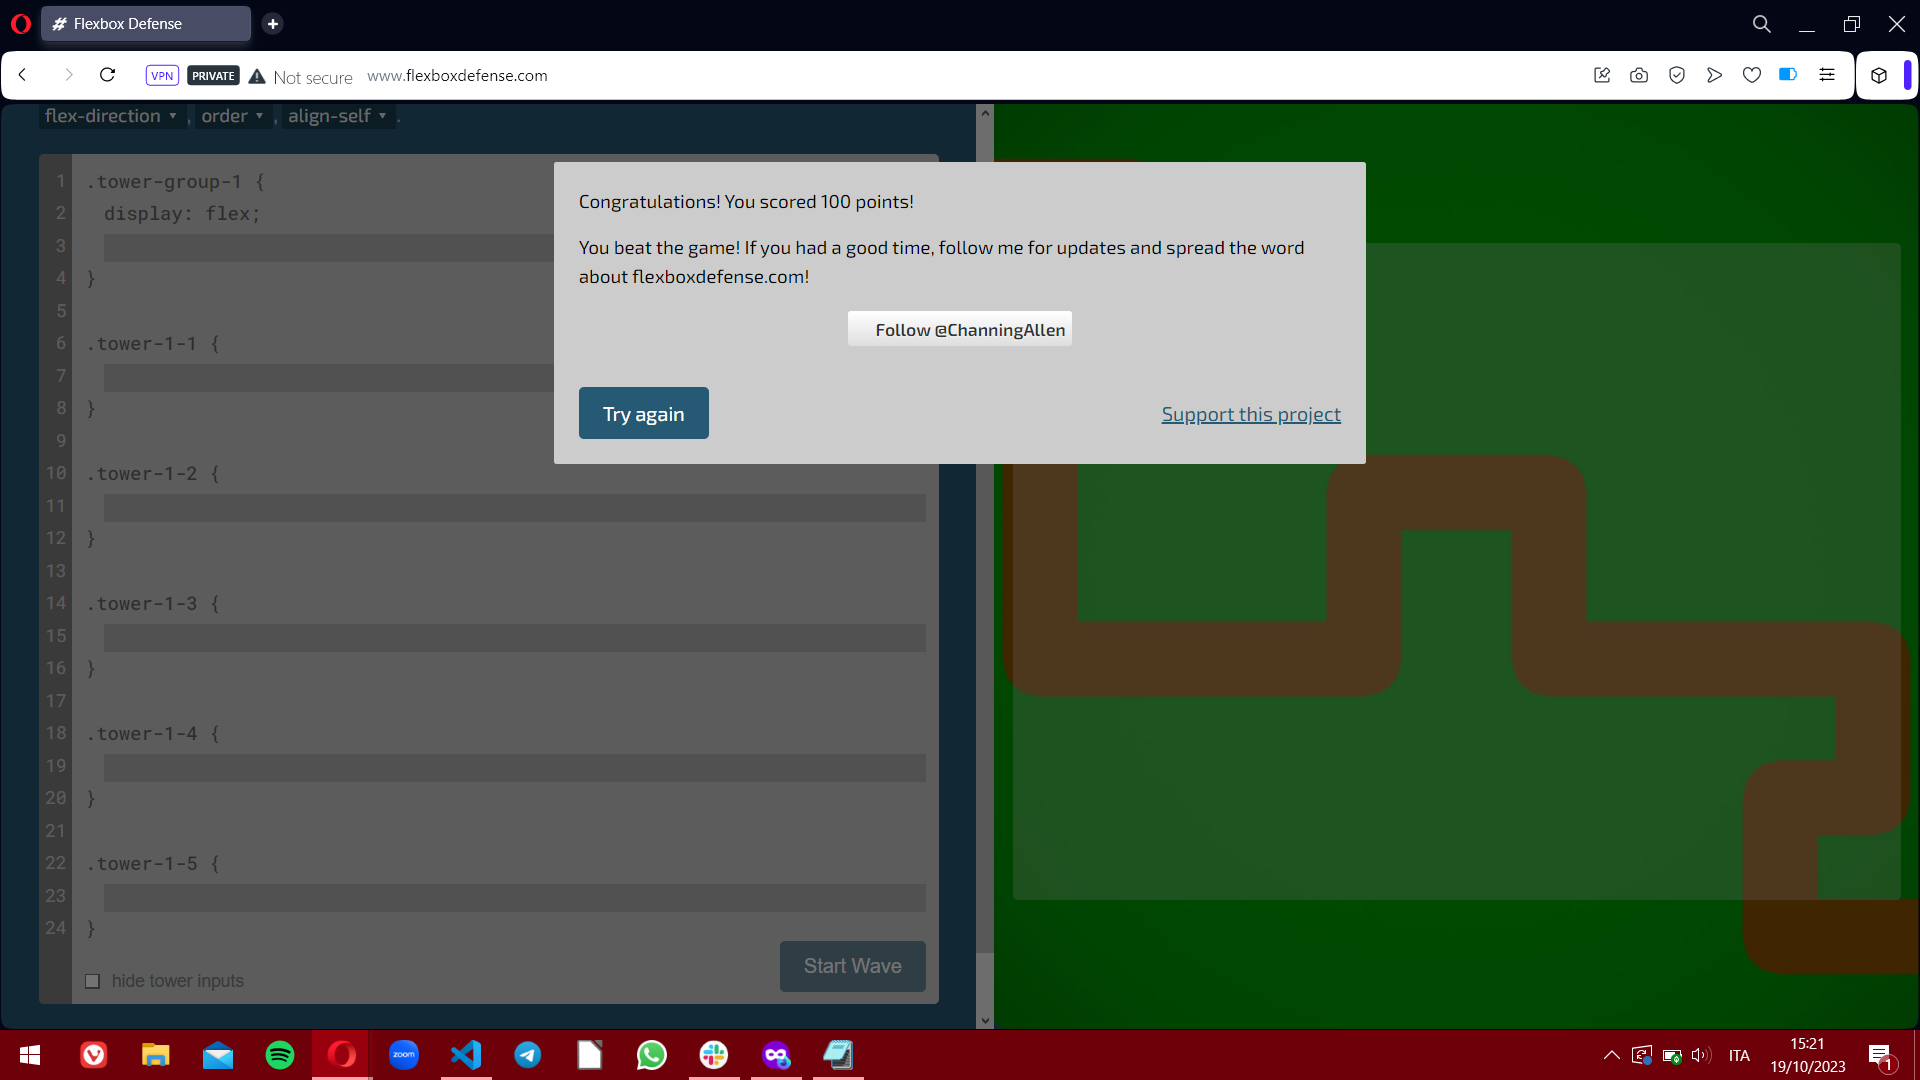 Flexbox Defense
VPN PRIVATE Not secure www.flexboxdefense.com
flex-direction ▾ , order ▾ , align-self ▾ .
1 .tower-group-1 {
2 display: flex;
3
4 }
5
6 .tower-1-1 {
7
8 }
9
10 .tower-1-2 {
11
12 }
13
14 .tower-1-3 {
15
16 }
17
18 .tower-1-4 {
19
20 }
21
22 .tower-1-5 {
23
24 }
hide tower inputs
Start Wave
Congratulations! You scored 100 points!
You beat the game! If you had a good time, follow me for updates and spread the word
about flexboxdefense.com!
Follow @ChanningAllen
Try again
Support this project
zoom
ITA
15:21
19/10/2023
1